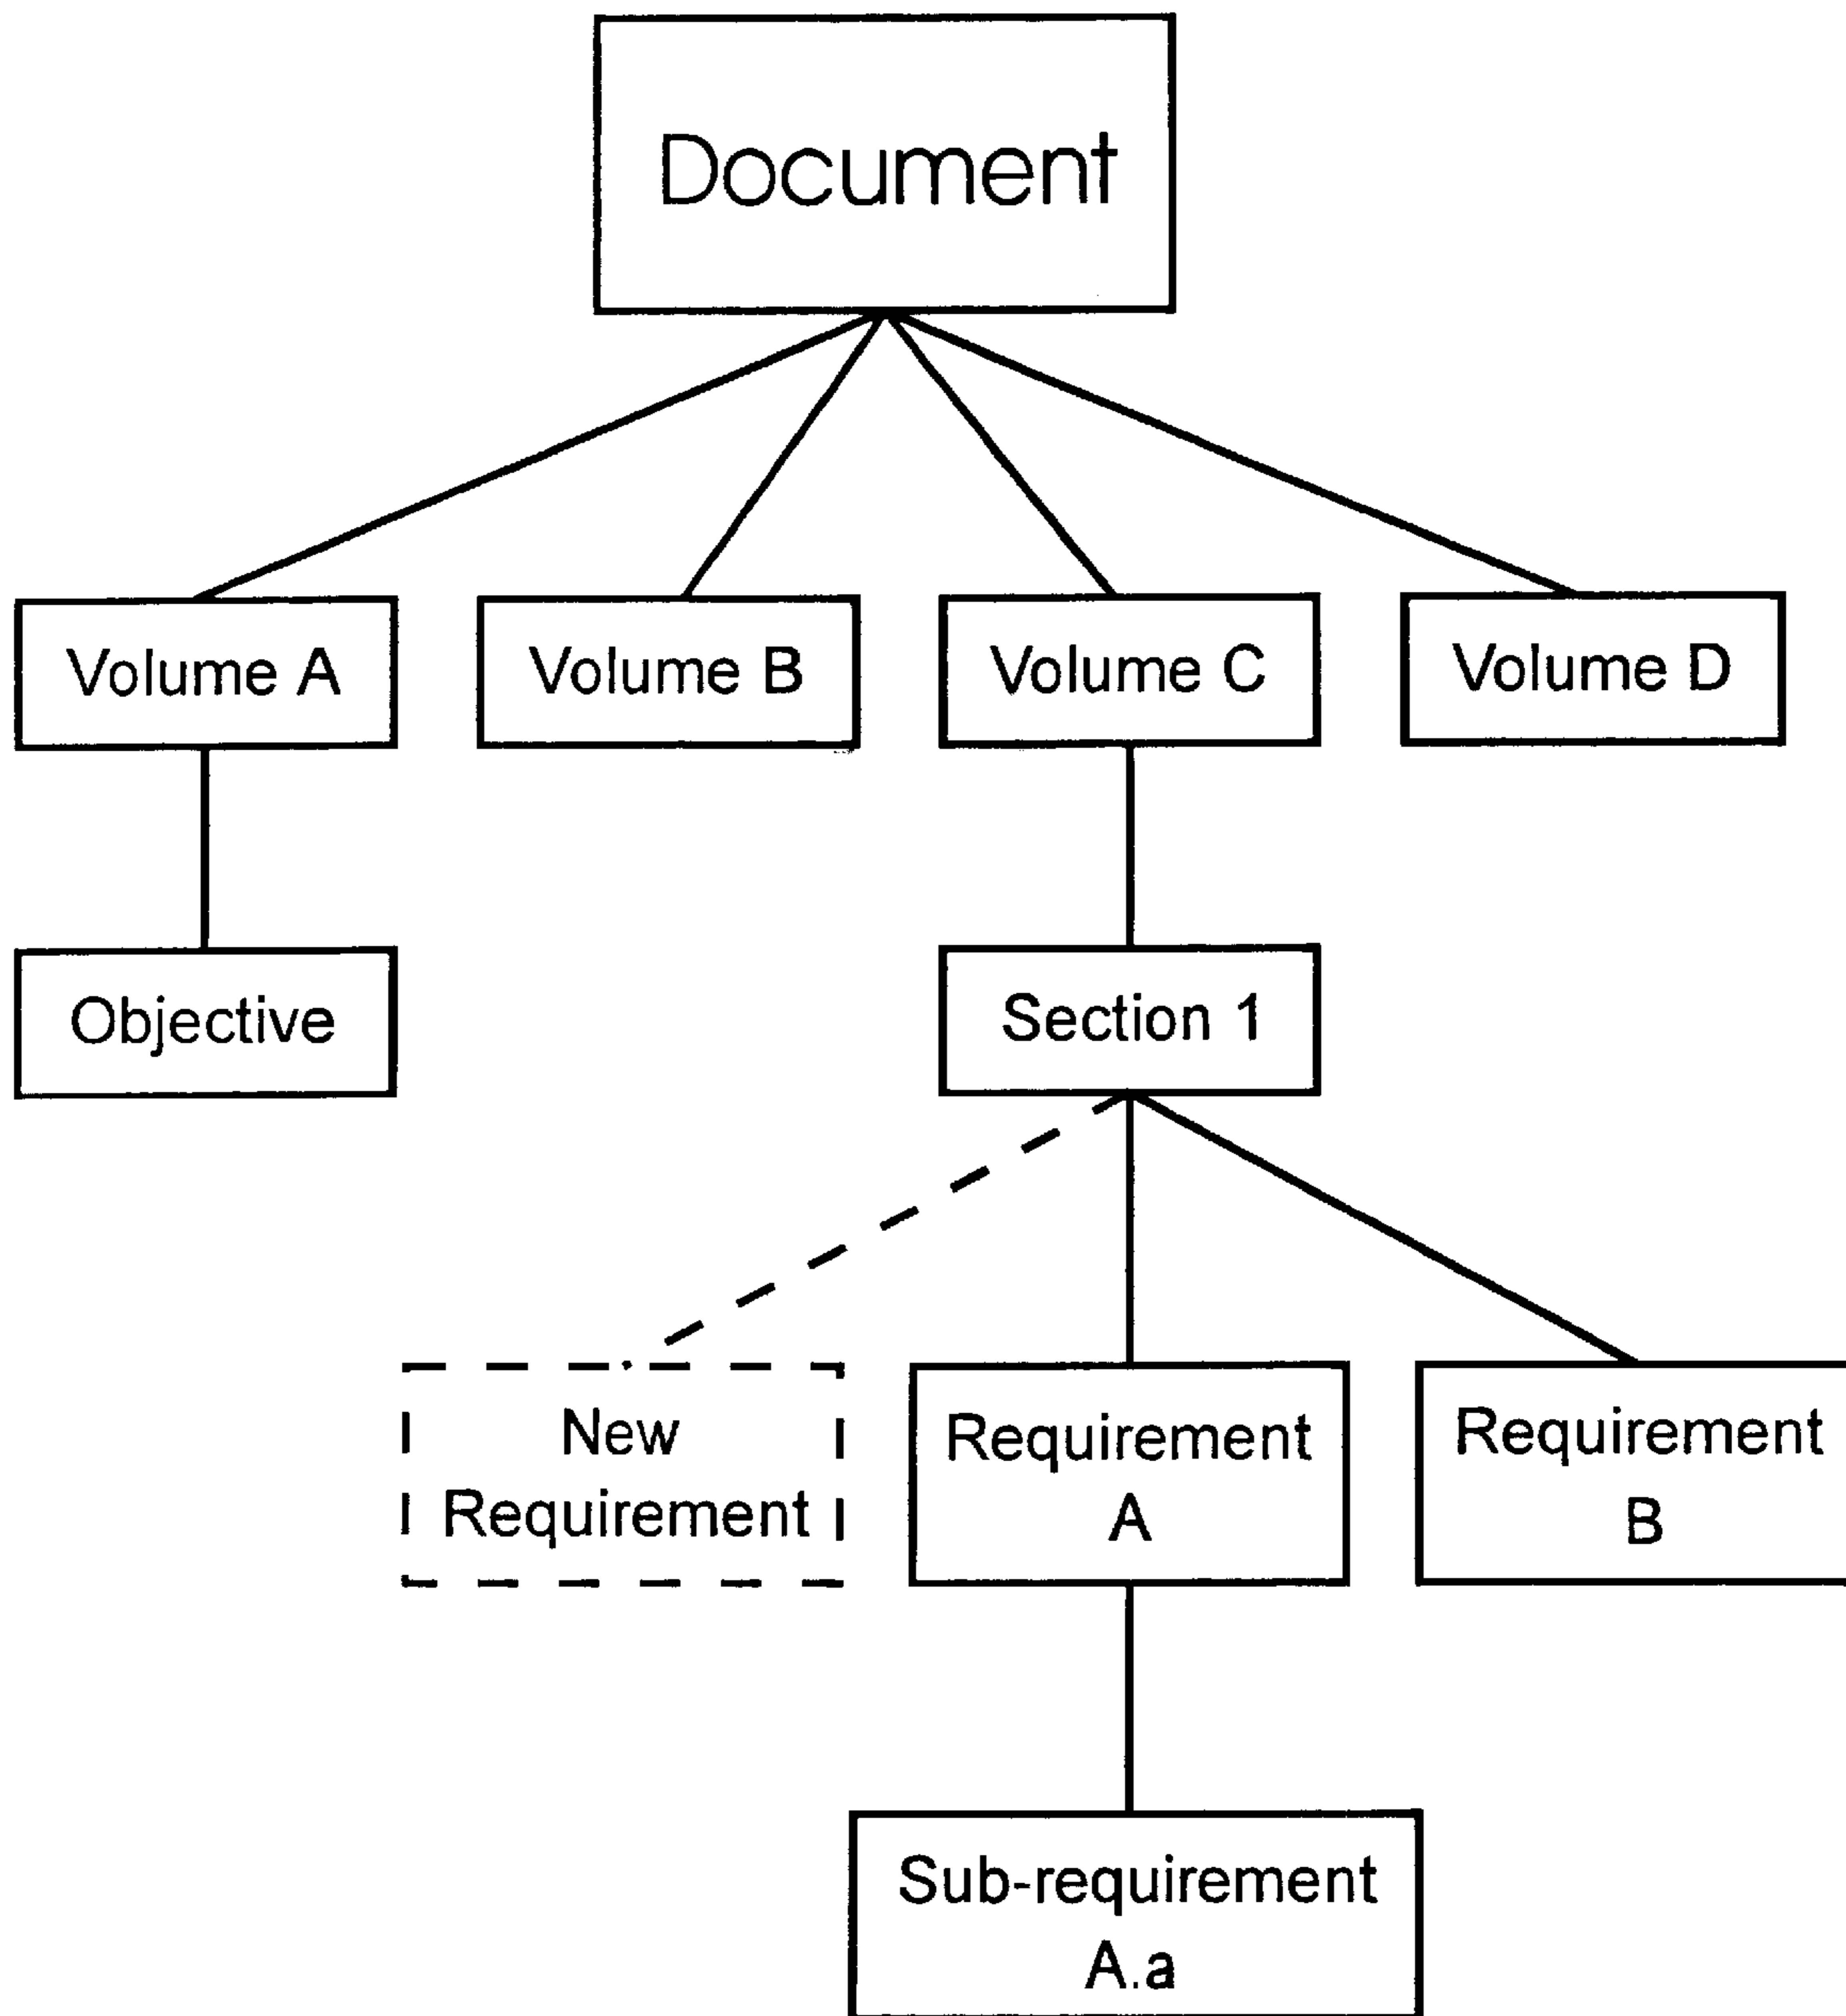 Document
Volume A
Volume B
Volume C
Volume D
Objective
Section 1
New
Requirement
Requirement
A
Requirement
B
Sub-requirement
A.a